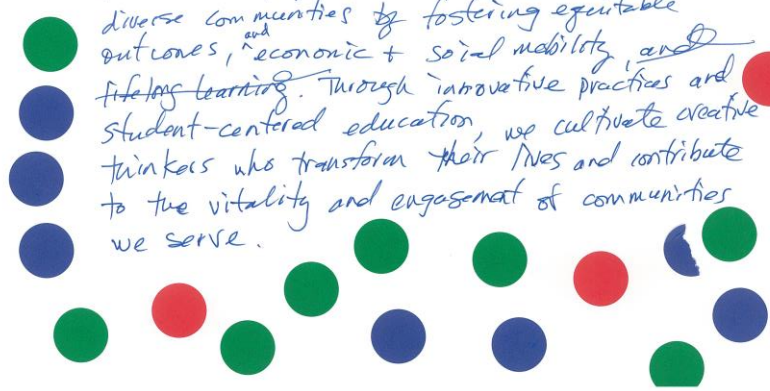 diverse communities by fostering equitable
outcomes, and economic + social mobility, and
lifelong learning. Through innovative practices and
student-centered education, we cultivate creative
thinkers who transform their lives and contribute
to the vitality and engagement of communities
we serve.